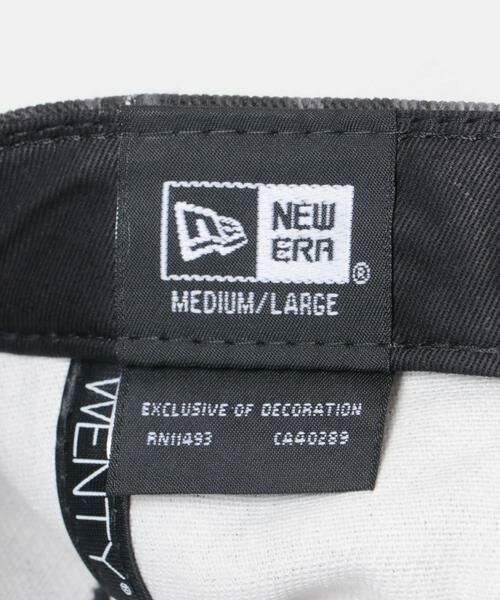 NEW
ERA
®
MEDIUM/LARGE
EXCLUSIVE OF DECORATION
RN11493 CA40289
WENTY®